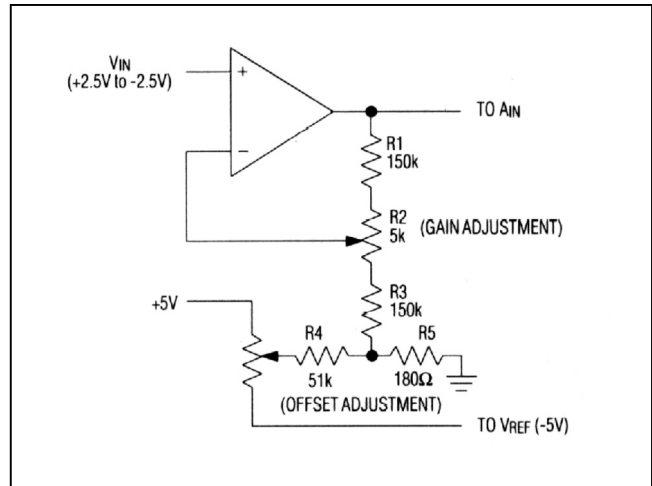 VIN
(+2.5V to -2.5V)
+
−
TO AIN
R1
150k
R2
5k
(GAIN ADJUSTMENT)
R3
150k
+5V
R4
51k
R5
180Ω
(OFFSET ADJUSTMENT)
TO VREF (-5V)